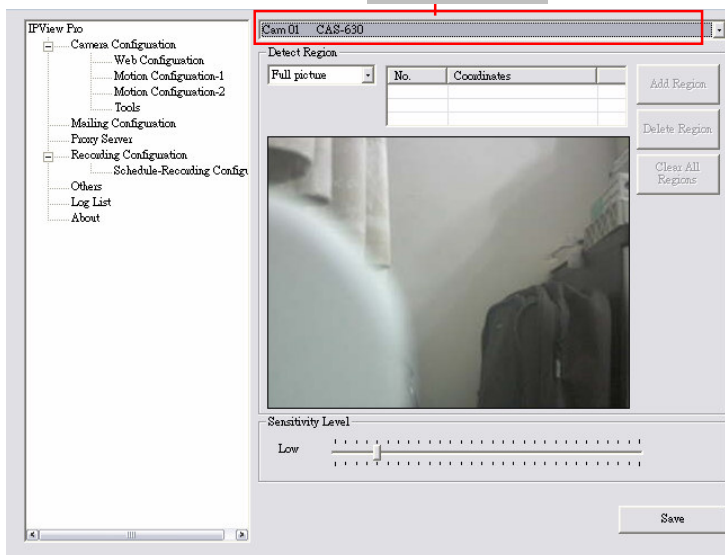 IPView Pro
Camera Configuration
Web Configuration
Motion Configuration-1
Motion Configuration-2
Tools
Mailing Configuration
Proxy Server
Recording Configuration
Schedule-Recording Configu
Others
Log List
About
Cam 01 CAS-630
Detect Region
Full picture
No. Coordinates
Add Region
Delete Region
Clear All
Regions
Sensitivity Level
Low
Save